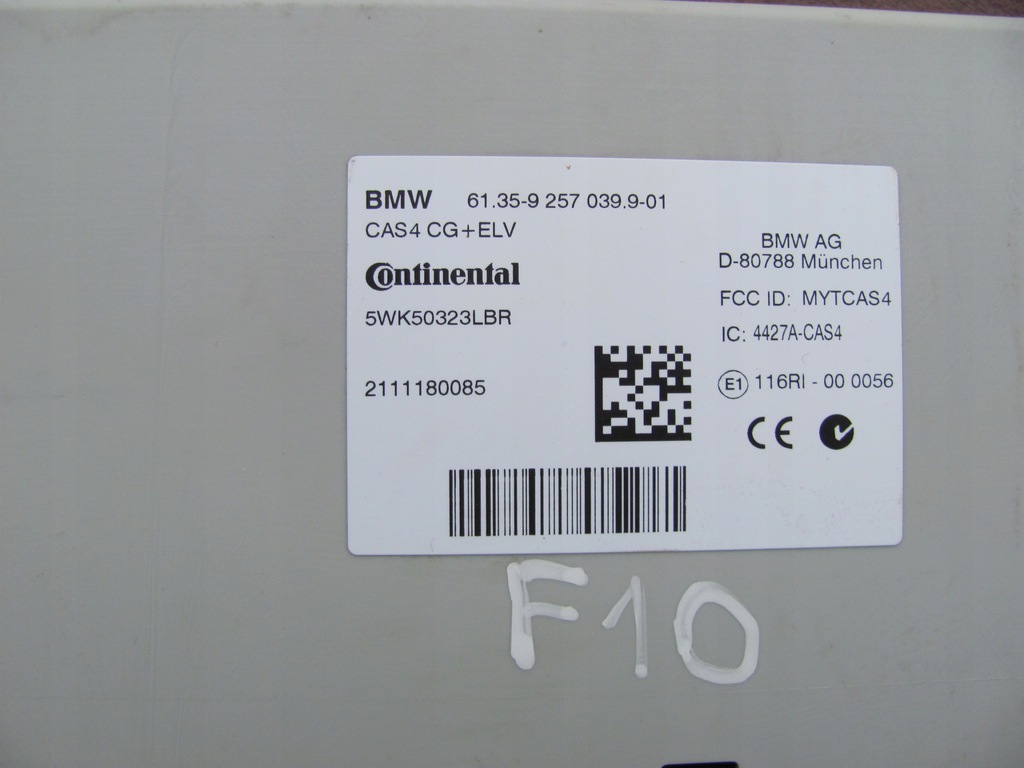 BMW 61.35-9 257 039.9-01
CAS4 CG+ELV
Continental
5WK50323LBR
2111180085
BMW AG
D-80788 München
FCC ID: MYTCAS4
IC: 4427A-CAS4
E1 116RI - 00 0056
CE
F10